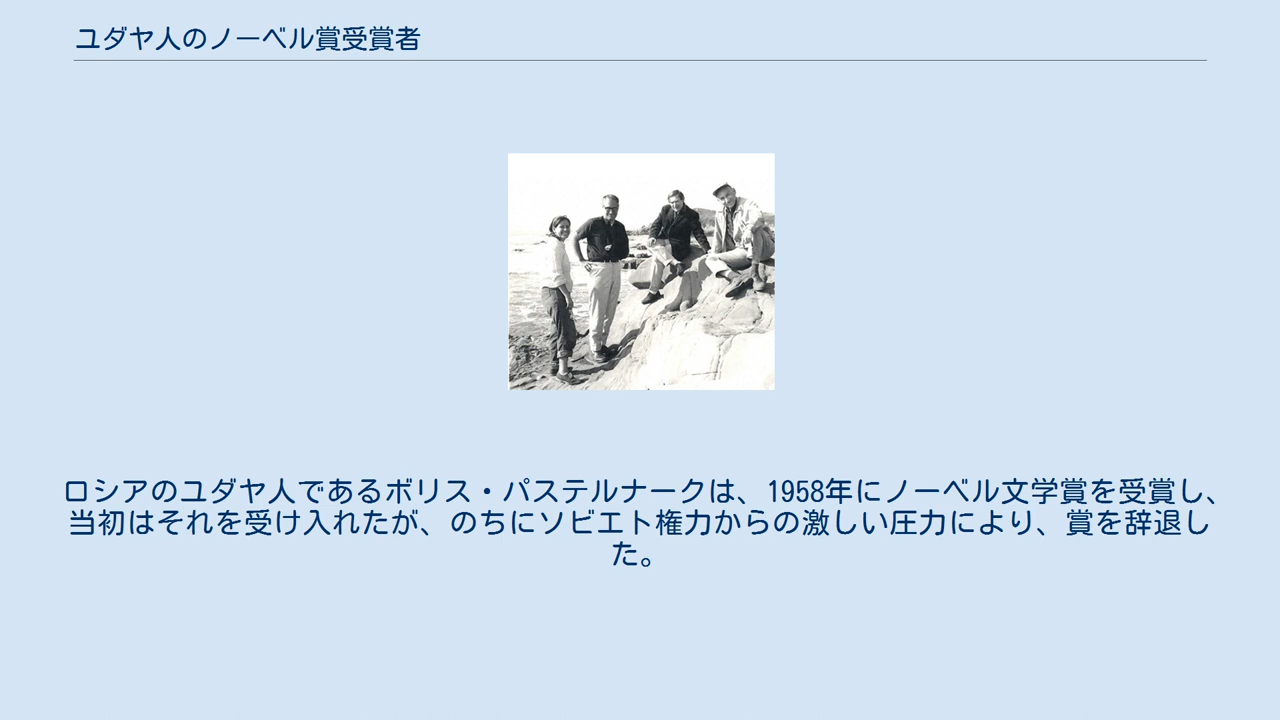 ユダヤ人のノーベル賞受賞者
ロシアのユダヤ人であるボリス・パステルナークは、1958年にノーベル文学賞を受賞し、
当初はそれを受け入れたが、のちにソビエト権力からの激しい圧力により、賞を辞退し
た。